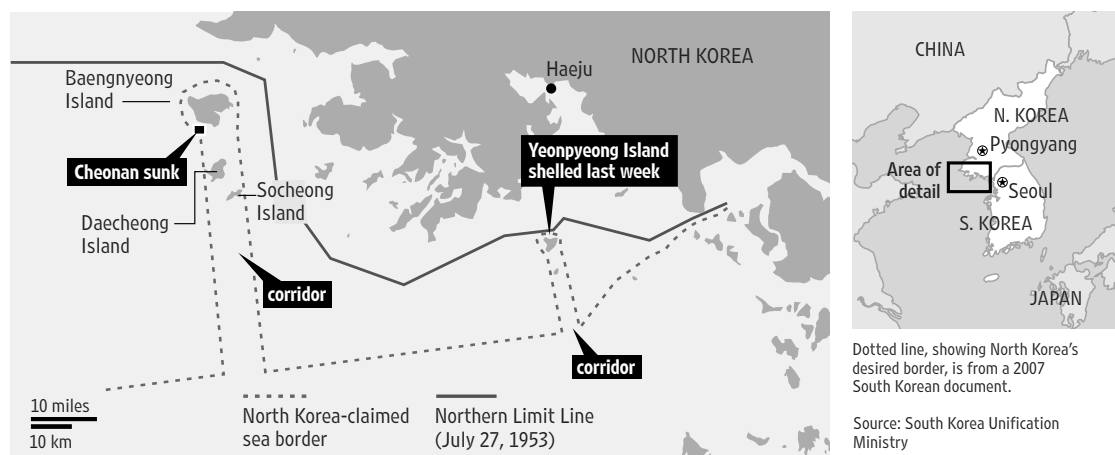 NORTH KOREA
Haeju
Baengnyeong
Island
Cheonan sunk
Yeonpyeong Island
shelled last week
Socheong
Island
Daecheong
Island
corridor
corridor
10 miles
10 km
North Korea-claimed
sea border
Northern Limit Line
(July 27, 1953)
CHINA
N. KOREA
Pyongyang
Area of
detail
Seoul
S. KOREA
JAPAN
Dotted line, showing North Korea's
desired border, is from a 2007
South Korean document.
Source: South Korea Unification
Ministry